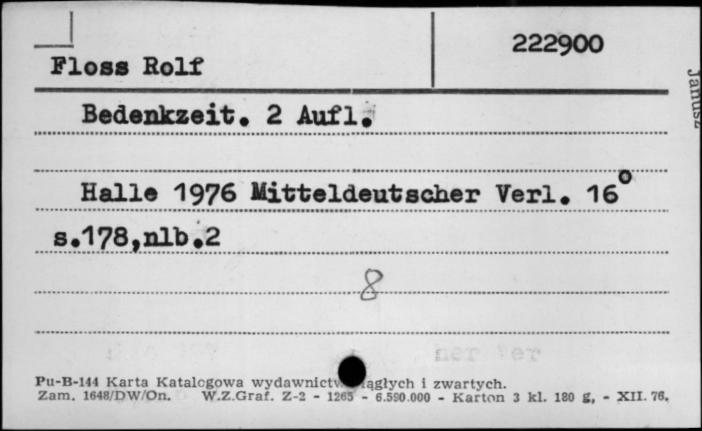 222900
Floss Rolf
Bedenkzeit. 2 Aufl.
Halle 1976 Mitteldeutscher Verl. 16°
s.178,nlb.2
8
Pu-B-144 Karta Katalogowa wydawnictw ągłych i zwartych.
Zam. 1648/DW/On. W.Z.Graf. Z-2 - 1265 - 6.590.000 - Karton 3 kl. 180 g, - XII. 76.
Janusz